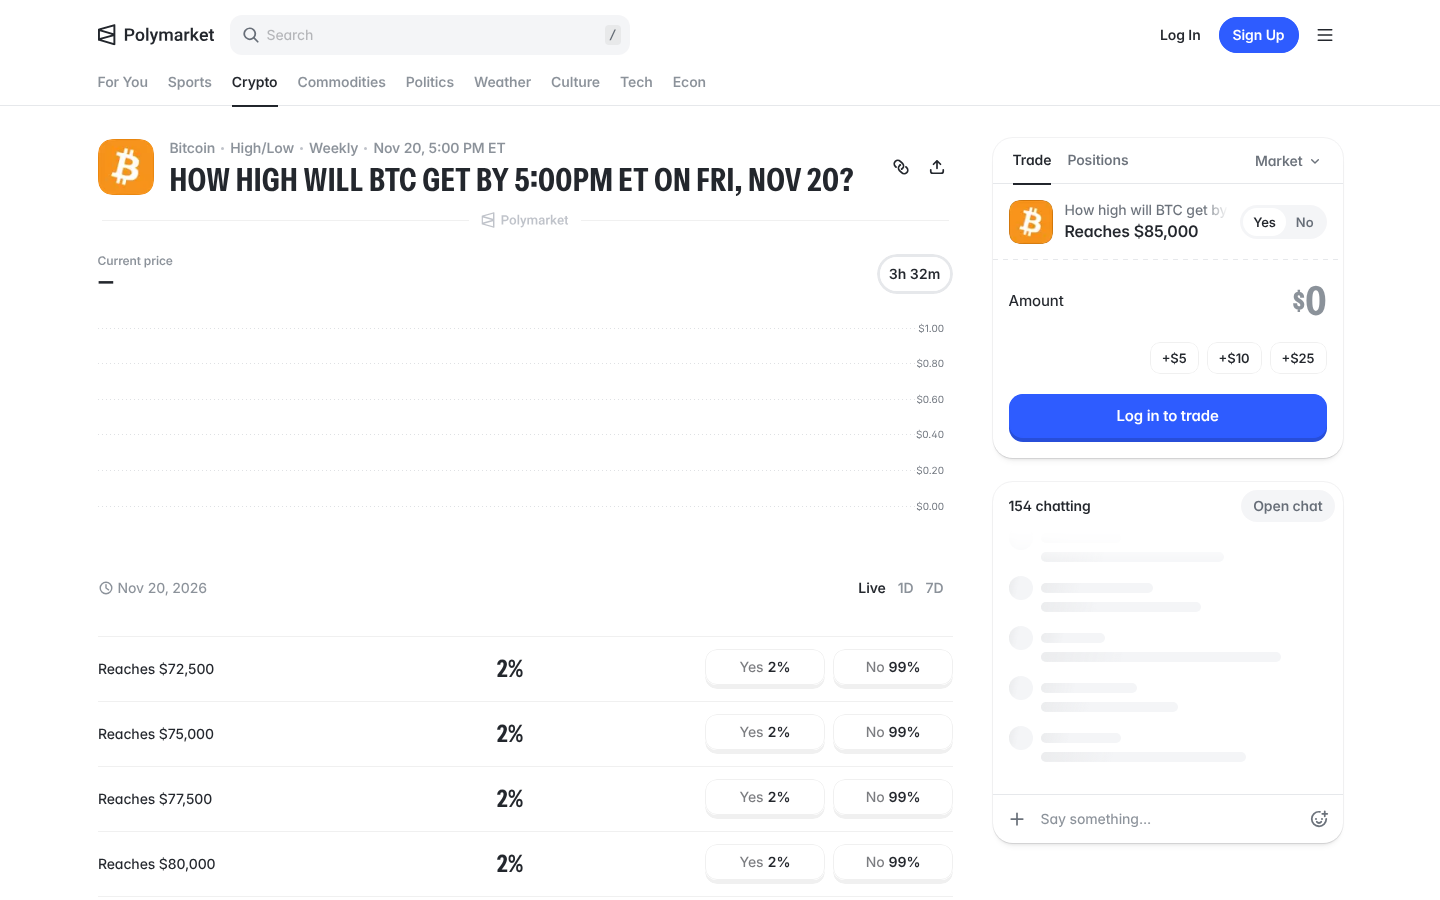 Polymarket
Search
/
Log In
Sign Up
For You
Sports
Crypto
Commodities
Politics
Weather
Culture
Tech
Econ
Bitcoin · High/Low · Weekly · Nov 20, 5:00 PM ET
HOW HIGH WILL BTC GET BY 5:00PM ET ON FRI, NOV 20?
Polymarket
Current price
–
3h 32m
$1.00
$0.80
$0.60
$0.40
$0.20
$0.00
Nov 20, 2026
Live
1D
7D
Reaches $72,500
2%
Yes 2%
No 99%
Reaches $75,000
2%
Yes 2%
No 99%
Reaches $77,500
2%
Yes 2%
No 99%
Reaches $80,000
2%
Yes 2%
No 99%
Trade
Positions
Market
How high will BTC get by
Reaches $85,000
Yes
No
Amount
$0
+$5
+$10
+$25
Log in to trade
154 chatting
Open chat
Say something...